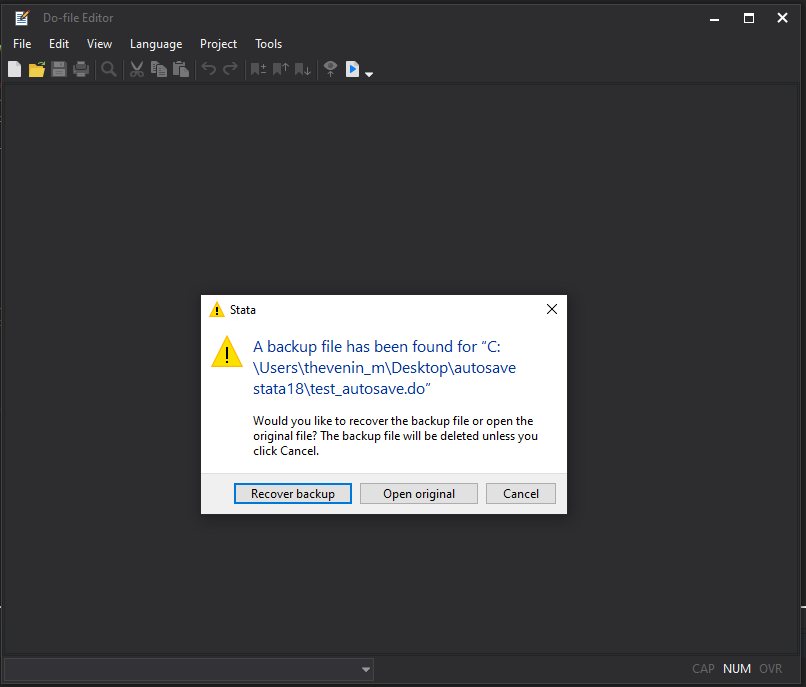 Do-file Editor
File Edit View Language Project Tools
Stata
A backup file has been found for “C:
\Users\thevenin_m\Desktop\autosave
stata18\test_autosave.do”
Would you like to recover the backup file or open the
original file? The backup file will be deleted unless you
click Cancel.
Recover backup Open original Cancel
CAP NUM OVR